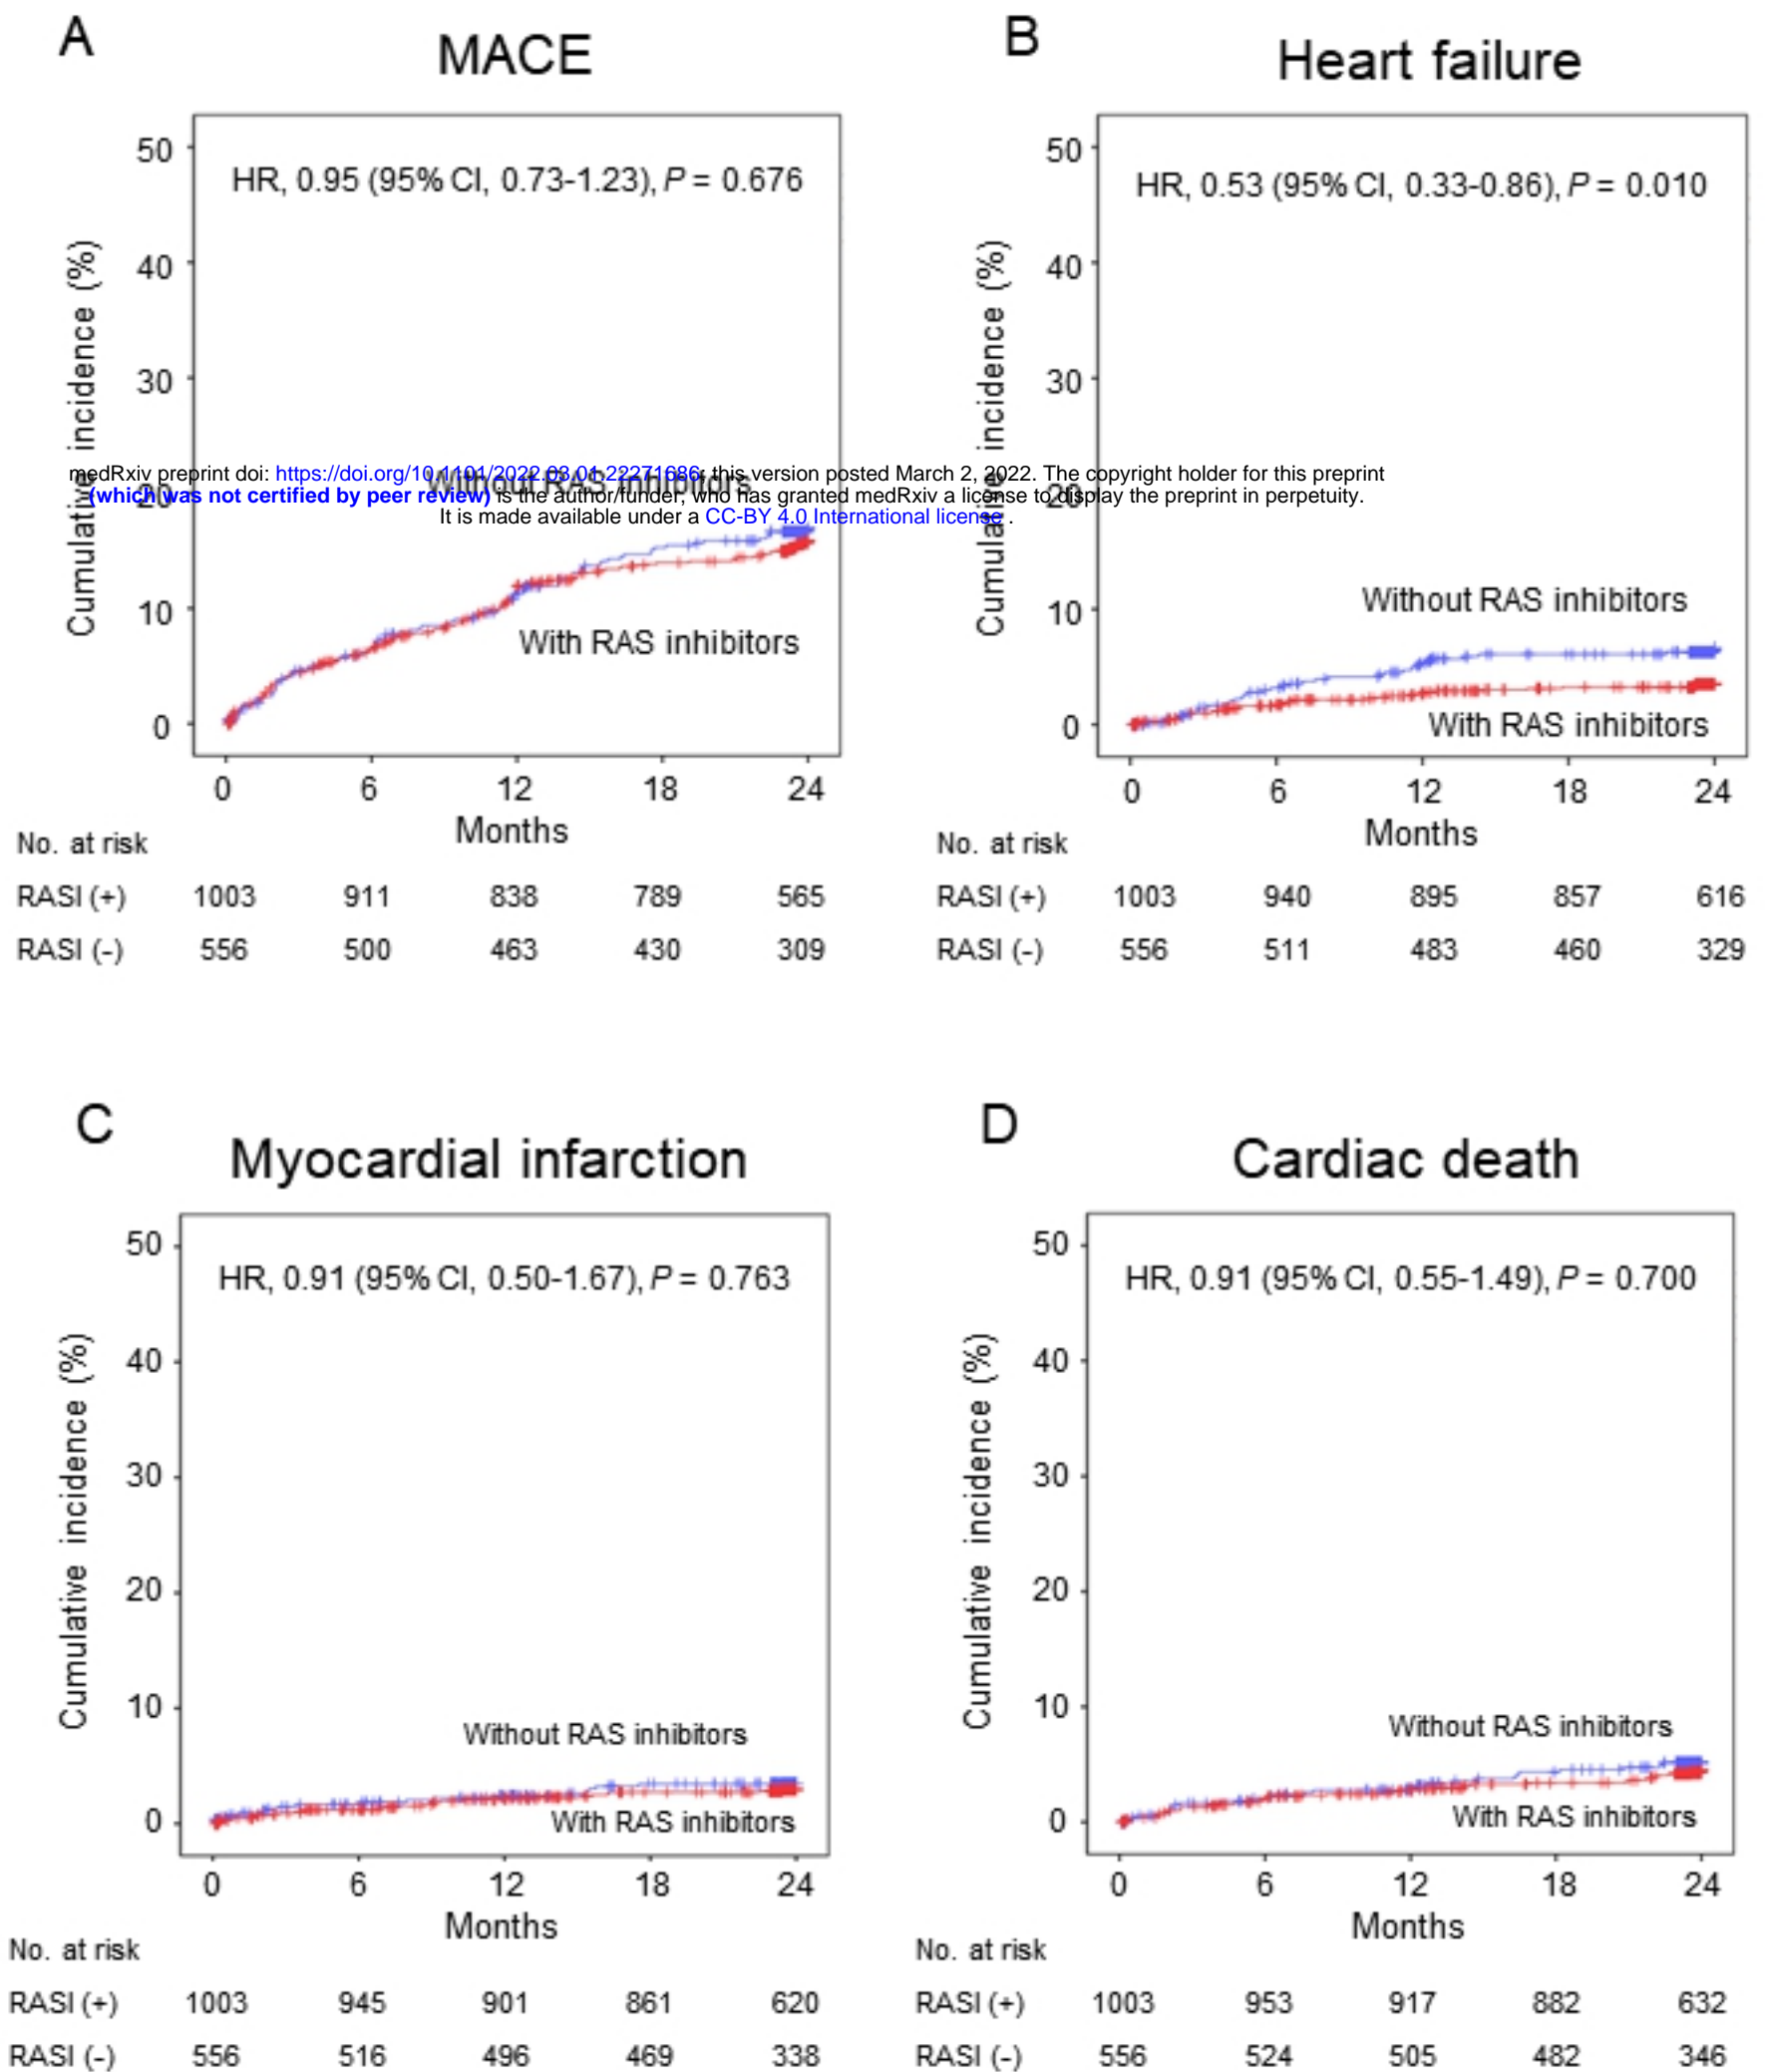 A
MACE
50
40
30
20
10
0
Cumulative incidence (%)
HR, 0.95 (95% CI, 0.73-1.23), P = 0.676
Without RAS inhibitors
With RAS inhibitors
0 6 12 18 24
Months
No. at risk
RASI (+) 1003 911 838 789 565
RASI (-) 556 500 463 430 309
B
Heart failure
50
40
30
20
10
0
Cumulative incidence (%)
HR, 0.53 (95% CI, 0.33-0.86), P = 0.010
Without RAS inhibitors
With RAS inhibitors
0 6 12 18 24
Months
No. at risk
RASI (+) 1003 940 895 857 616
RASI (-) 556 511 483 460 329
medRxiv preprint doi: https://doi.org/10.1101/2022.03.01.22271686; this version posted March 2, 2022. The copyright holder for this preprint
(which was not certified by peer review) is the author/funder, who has granted medRxiv a license to display the preprint in perpetuity.
It is made available under a CC-BY 4.0 International license .
C
Myocardial infarction
50
40
30
20
10
0
Cumulative incidence (%)
HR, 0.91 (95% CI, 0.50-1.67), P = 0.763
Without RAS inhibitors
With RAS inhibitors
0 6 12 18 24
Months
No. at risk
RASI (+) 1003 945 901 861 620
RASI (-) 556 516 496 469 338
D
Cardiac death
50
40
30
20
10
0
Cumulative incidence (%)
HR, 0.91 (95% CI, 0.55-1.49), P = 0.700
Without RAS inhibitors
With RAS inhibitors
0 6 12 18 24
Months
No. at risk
RASI (+) 1003 953 917 882 632
RASI (-) 556 524 505 482 346